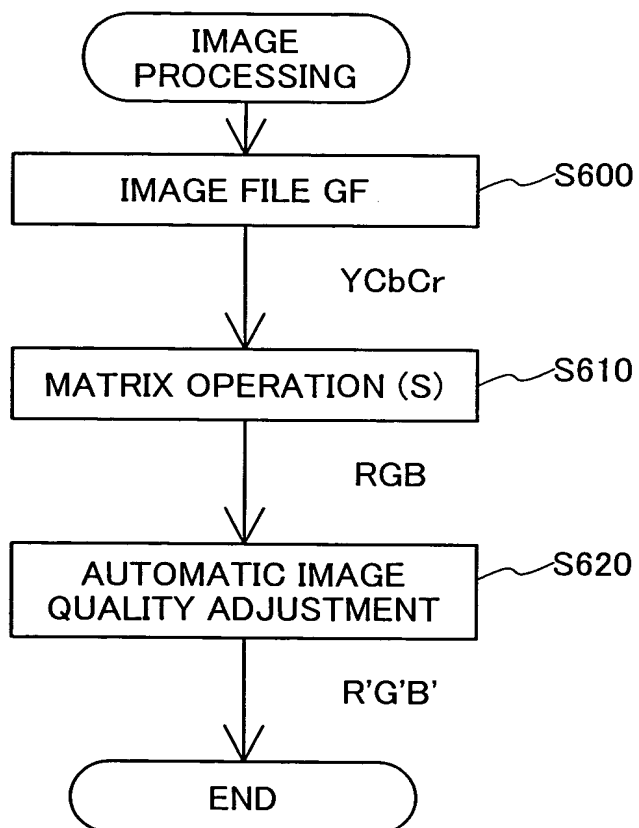 IMAGE
PROCESSING
IMAGE FILE GF
S600
YCbCr
MATRIX OPERATION (S)
S610
RGB
AUTOMATIC IMAGE
QUALITY ADJUSTMENT
S620
R'G'B'
END